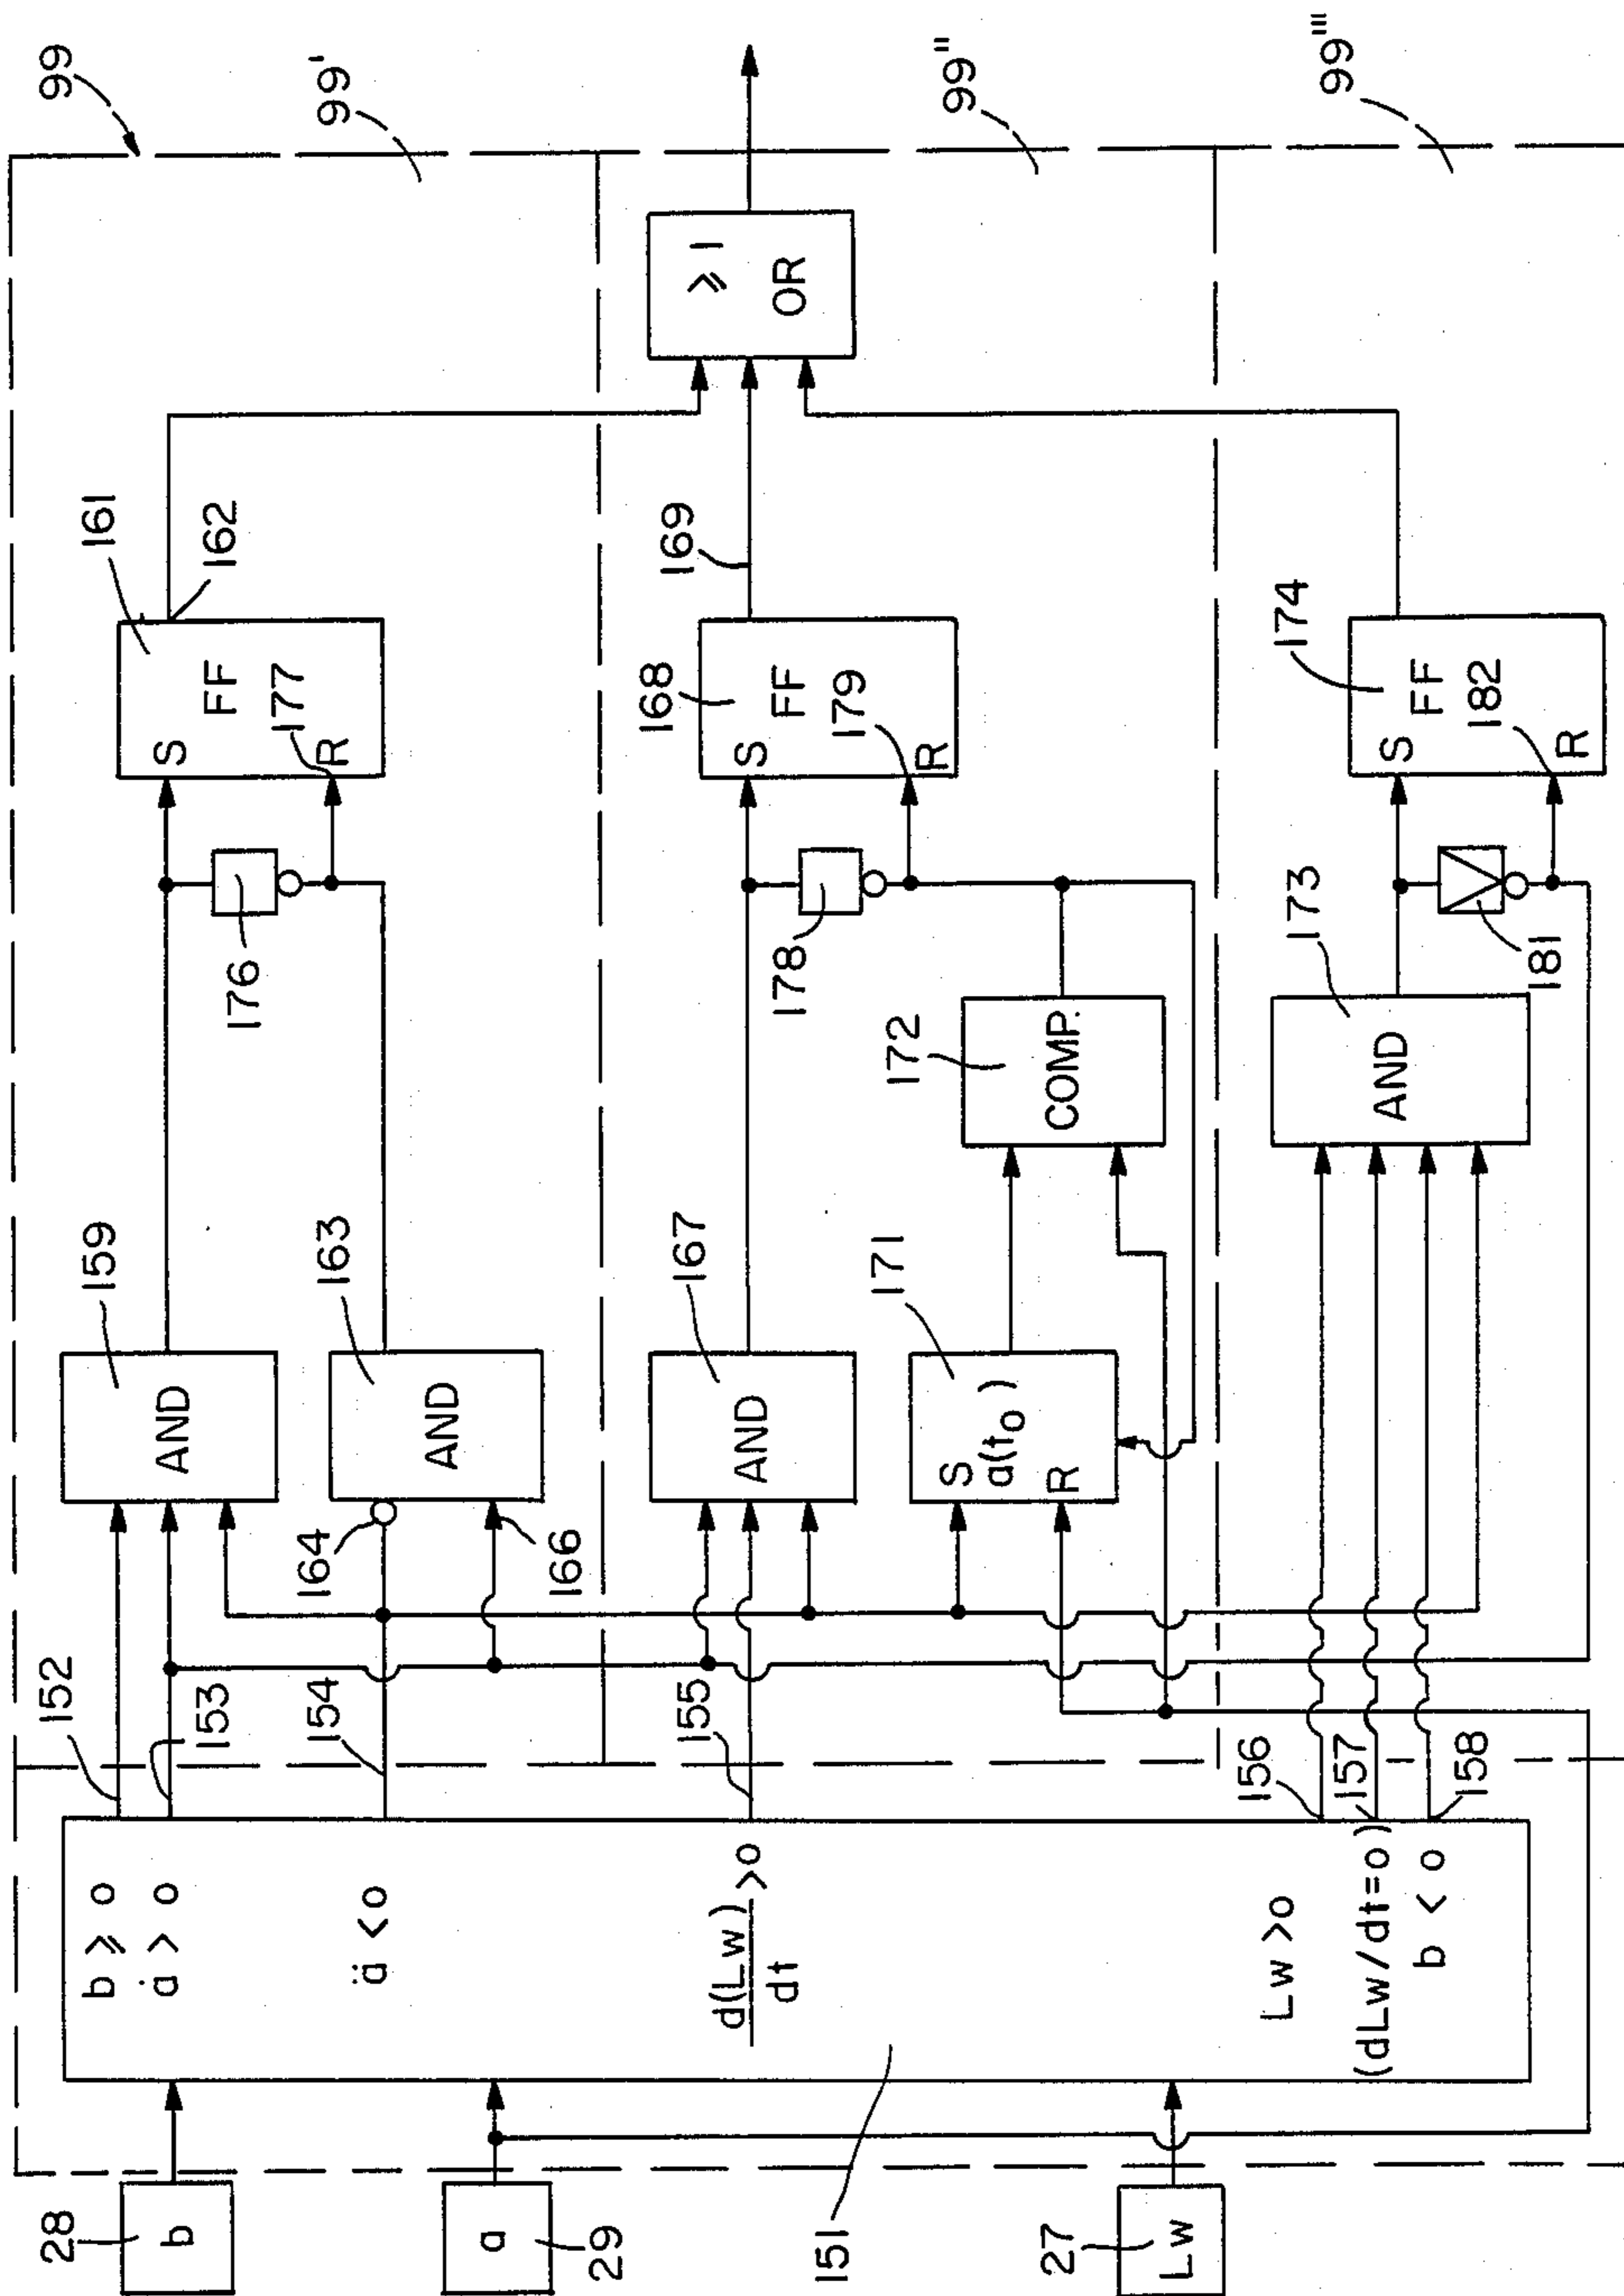 99
99'
99''
99'''
≥ 1
OR
161
162
FF
177
S
R
169
168
FF
179
S
R
174
FF
182
S
R
176
178
181
172
COMP.
173
AND
159
AND
163
AND
164
166
167
AND
171
S
a(t₀)
R
152
153
154
155
156
157
158
b ≥ o
ȧ > o
ä < o
d(Lw)/dt >o
Lw >o
(dLw/dt=o)
b < o
151
28
b
a
29
27
Lw